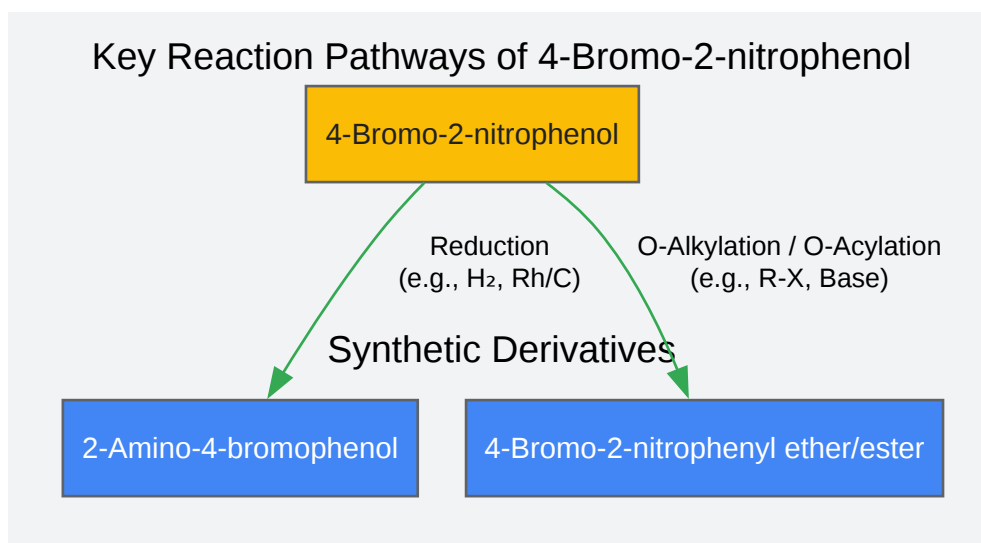 Key Reaction Pathways of 4-Bromo-2-nitrophenol
4-Bromo-2-nitrophenol
Reduction
(e.g., H₂, Rh/C)
O-Alkylation / O-Acylation
(e.g., R-X, Base)
Synthetic Derivatives
2-Amino-4-bromophenol
4-Bromo-2-nitrophenyl ether/ester